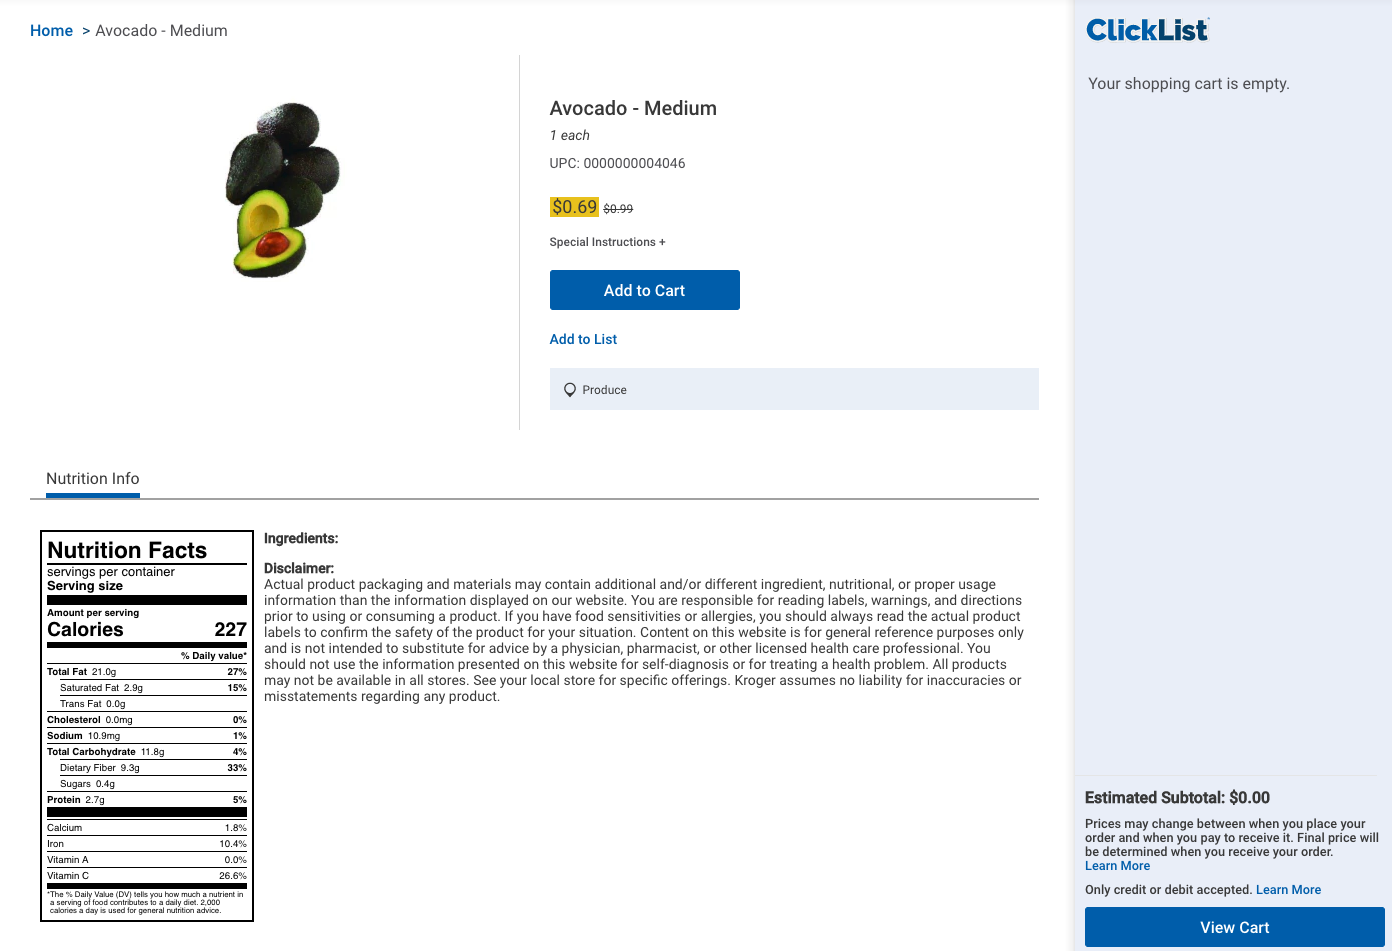 Home > Avocado - Medium
Avocado - Medium
1 each
UPC: 0000000004046
$0.69 $0.99
Special Instructions +
Add to Cart
Add to List
Produce
Nutrition Info
Nutrition Facts
servings per container
Serving size
Amount per serving
Calories 227
% Daily value*
Total Fat 21.0g 27%
Saturated Fat 2.9g 15%
Trans Fat 0.0g
Cholesterol 0.0mg 0%
Sodium 10.9mg 1%
Total Carbohydrate 11.8g 4%
Dietary Fiber 9.3g 33%
Sugars 0.4g
Protein 2.7g 5%
Calcium 1.8%
Iron 10.4%
Vitamin A 0.0%
Vitamin C 26.6%
*The % Daily Value (DV) tells you how much a nutrient in
a serving of food contributes to a daily diet. 2,000
calories a day is used for general nutrition advice.
Ingredients:
Disclaimer:
Actual product packaging and materials may contain additional and/or different ingredient, nutritional, or proper usage
information than the information displayed on our website. You are responsible for reading labels, warnings, and directions
prior to using or consuming a product. If you have food sensitivities or allergies, you should always read the actual product
labels to confirm the safety of the product for your situation. Content on this website is for general reference purposes only
and is not intended to substitute for advice by a physician, pharmacist, or other licensed health care professional. You
should not use the information presented on this website for self-diagnosis or for treating a health problem. All products
may not be available in all stores. See your local store for specific offerings. Kroger assumes no liability for inaccuracies or
misstatements regarding any product.
ClickList
Your shopping cart is empty.
Estimated Subtotal: $0.00
Prices may change between when you place your
order and when you pay to receive it. Final price will
be determined when you receive your order.
Learn More
Only credit or debit accepted. Learn More
View Cart